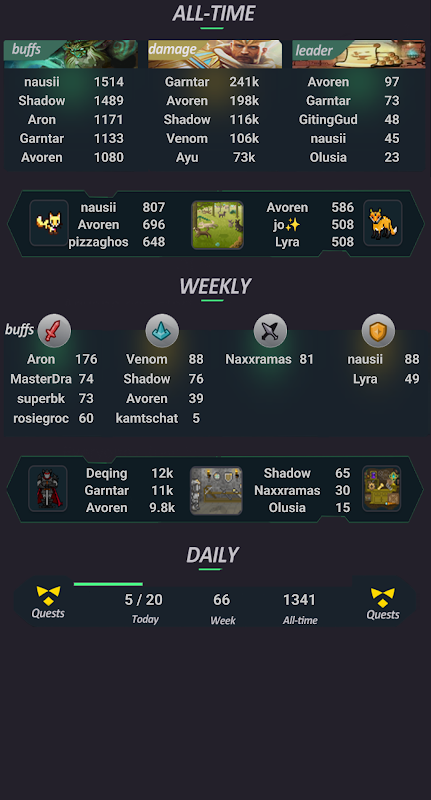 ALL-TIME
buffs damage leader
nausii 1514 Garntar 241k Avoren 97
Shadow 1489 Avoren 198k Garntar 73
Aron 1171 Shadow 116k GitingGud 48
Garntar 1133 Venom 106k nausii 45
Avoren 1080 Ayu 73k Olusia 23
nausii 807 Avoren 586
Avoren 696 jo✨ 508
pizzaghos 648 Lyra 508
WEEKLY
buffs
Aron 176 Venom 88 Naxxramas 81 nausii 88
MasterDra 74 Shadow 76 Lyra 49
superbk 73 Avoren 39
rosiegroc 60 kamtschat 5
Deqing 12k Shadow 65
Garntar 11k Naxxramas 30
Avoren 9.8k Olusia 15
DAILY
5 / 20 66 1341
Quests Today Week All-time Quests